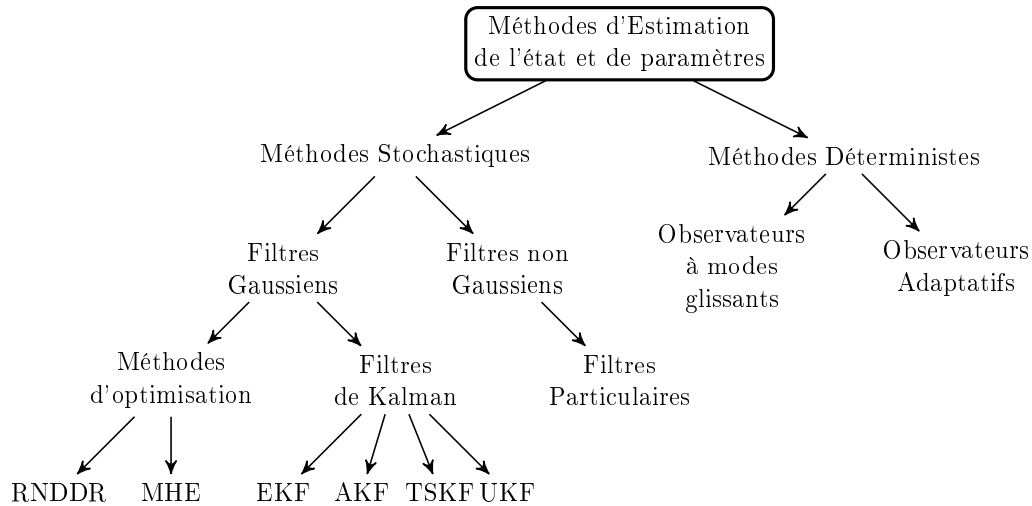 Méthodes d'Estimation
de l'état et de paramètres
Méthodes Stochastiques
Méthodes Déterministes
Filtres
Gaussiens
Filtres non
Gaussiens
Observateurs
à modes
glissants
Observateurs
Adaptatifs
Méthodes
d'optimisation
Filtres
de Kalman
Filtres
Particulaires
RNDDR
MHE
EKF
AKF
TSKF
UKF